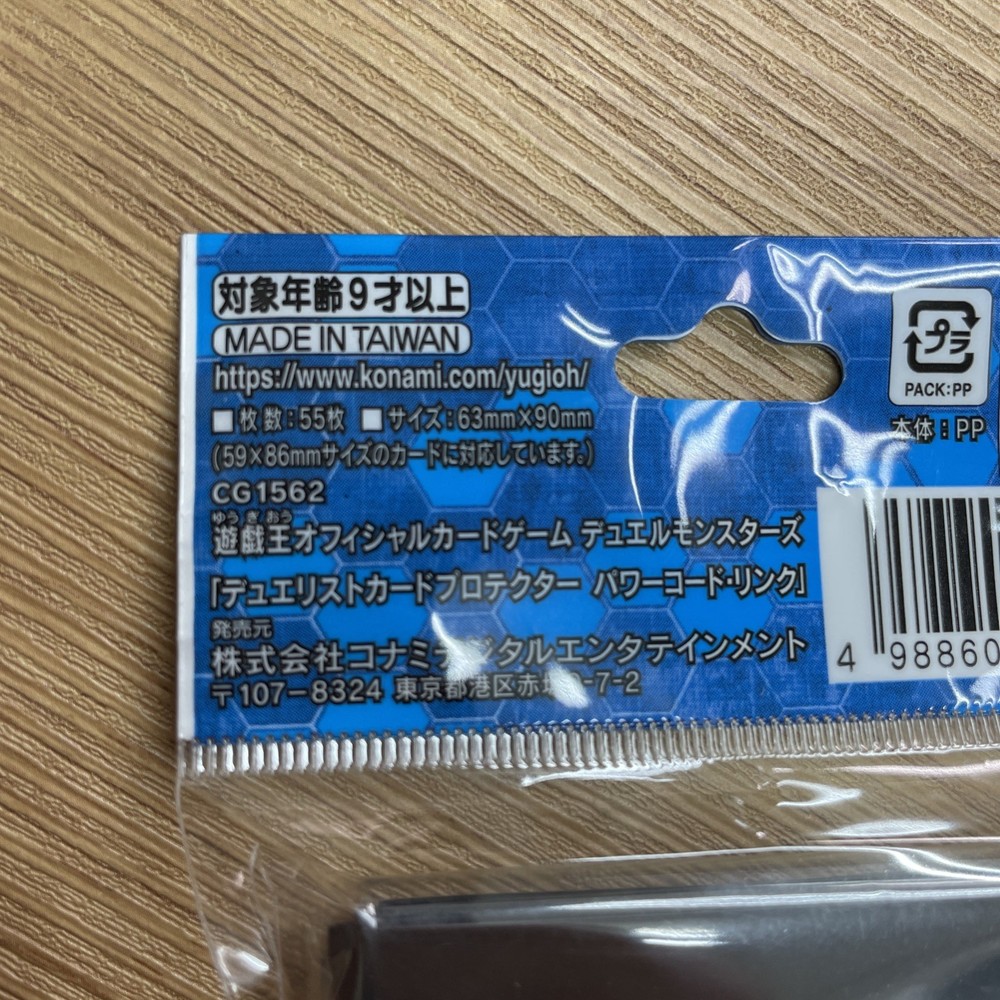 対象年齢9才以上
MADE IN TAIWAN
https://www.konami.com/yugioh/
■枚数:55枚 ■サイズ:63mm×90mm
(59×86mmサイズのカードに対応しています。)
CG1562
ゆうぎおう
遊戯王オフィシャルカードゲーム デュエルモンスターズ
「デュエリストカードプロテクター パワーコード・リンク」
発売元
株式会社コナミデジタルエンタテインメント
〒107-8324 東京都港区 -7-2
プラ
PACK:PP
本体:PP
4 98860